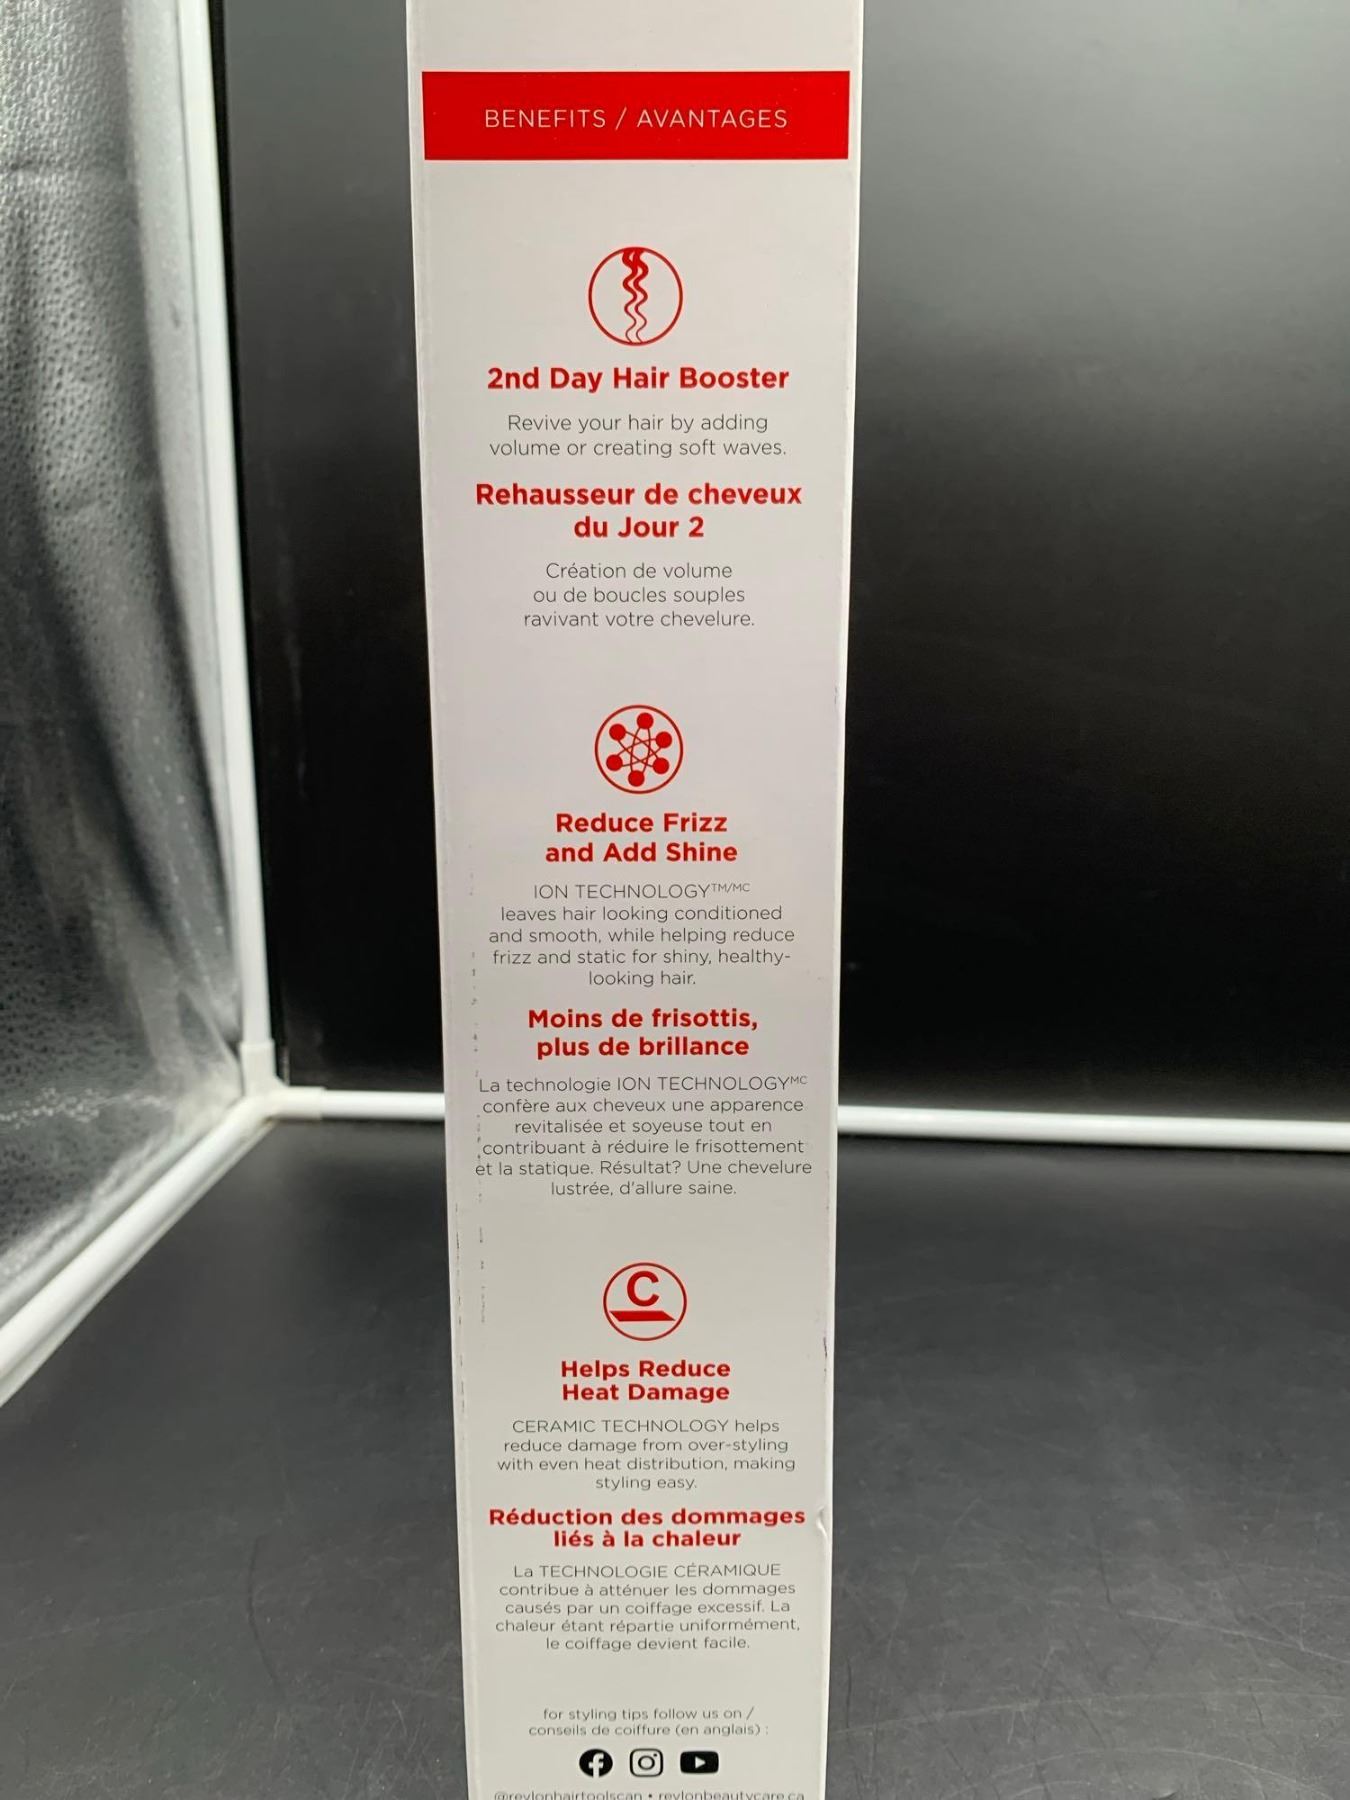 BENEFITS / AVANTAGES
2nd Day Hair Booster
Revive your hair by adding
volume or creating soft waves.
Rehausseur de cheveux
du Jour 2
Création de volume
ou de boucles souples
ravivant votre chevelure.
Reduce Frizz
and Add Shine
ION TECHNOLOGY™/MC
leaves hair looking conditioned
and smooth, while helping reduce
frizz and static for shiny, healthy-
looking hair.
Moins de frisottis,
plus de brillance
La technologie ION TECHNOLOGYMC
confère aux cheveux une apparence
revitalisée et soyeuse tout en
contribuant à réduire le frisottement
et la statique. Résultat? Une chevelure
lustrée, d'allure saine.
C
Helps Reduce
Heat Damage
CERAMIC TECHNOLOGY helps
reduce damage from over-styling
with even heat distribution, making
styling easy.
Réduction des dommages
liés à la chaleur
La TECHNOLOGIE CÉRAMIQUE
contribue à atténuer les dommages
causés par un coiffage excessif. La
chaleur étant répartie uniformément,
le coiffage devient facile.
for styling tips follow us on /
conseils de coiffure (en anglais) :
@revlonhairtoolscan • revlonbeautycare.ca